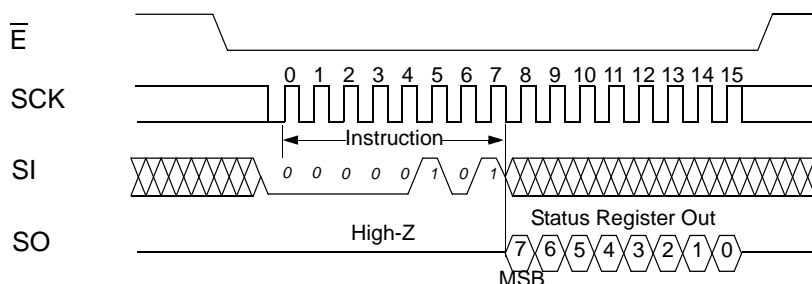 E
SCK
0 1 2 3 4 5 6 7 8 9 10 11 12 13 14 15
Instruction
SI
0 0 0 0 0 1 0 1
SO
High-Z
Status Register Out
7 6 5 4 3 2 1 0
MSB